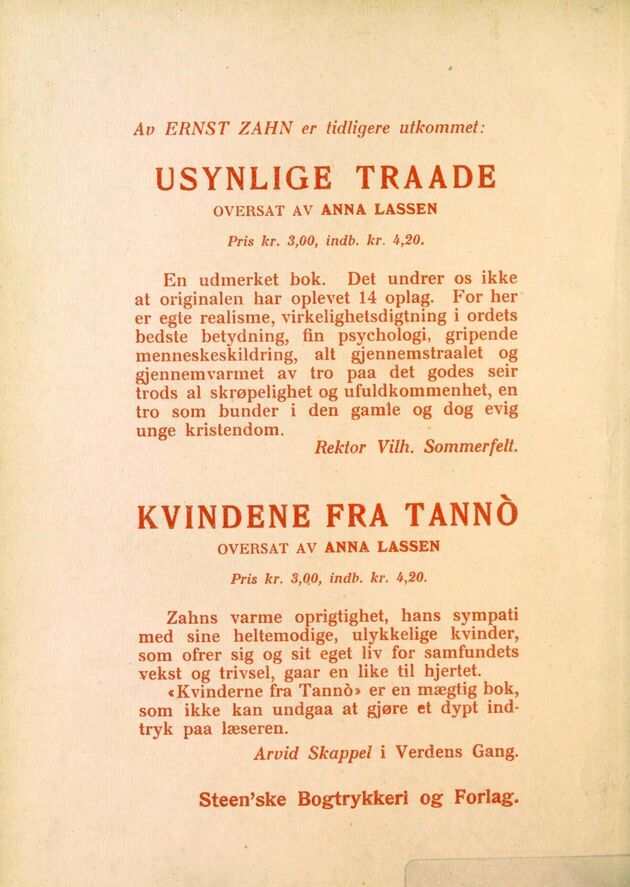 Av ERNST ZAHN er tidligere utkommet:
USYNLIGE TRAADE
OVERSAT AV ANNA LASSEN
Pris kr. 3,00, indb. kr. 4,20.
En udmerket bok. Det undrer os ikke
at originalen har oplevet 14 oplag. For her
er egte realisme, virkelighetsdigtning i ordets
bedste betydning, fin psychologi, gripende
menneskeskildring, alt gjennemstraalet og
gjennemvarmet av tro paa det godes seir
trods al skrøpelighet og ufuldkommenhet, en
tro som bunder i den gamle og dog evig
unge kristendom.
Rektor Vilh. Sommerfelt.
KVINDENE FRA TANNÒ
OVERSAT AV ANNA LASSEN
Pris kr. 3,00, indb. kr. 4,20.
Zahns varme oprigtighet, hans sympati
med sine heltemodige, ulykkelige kvinder,
som ofrer sig og sit eget liv for samfundets
vekst og trivsel, gaar en like til hjertet.
«Kvinderne fra Tannò» er en mægtig bok,
som ikke kan undgaa at gjøre et dypt ind-
tryk paa læseren.
Arvid Skappel i Verdens Gang.
Steen'ske Bogtrykkeri og Forlag.